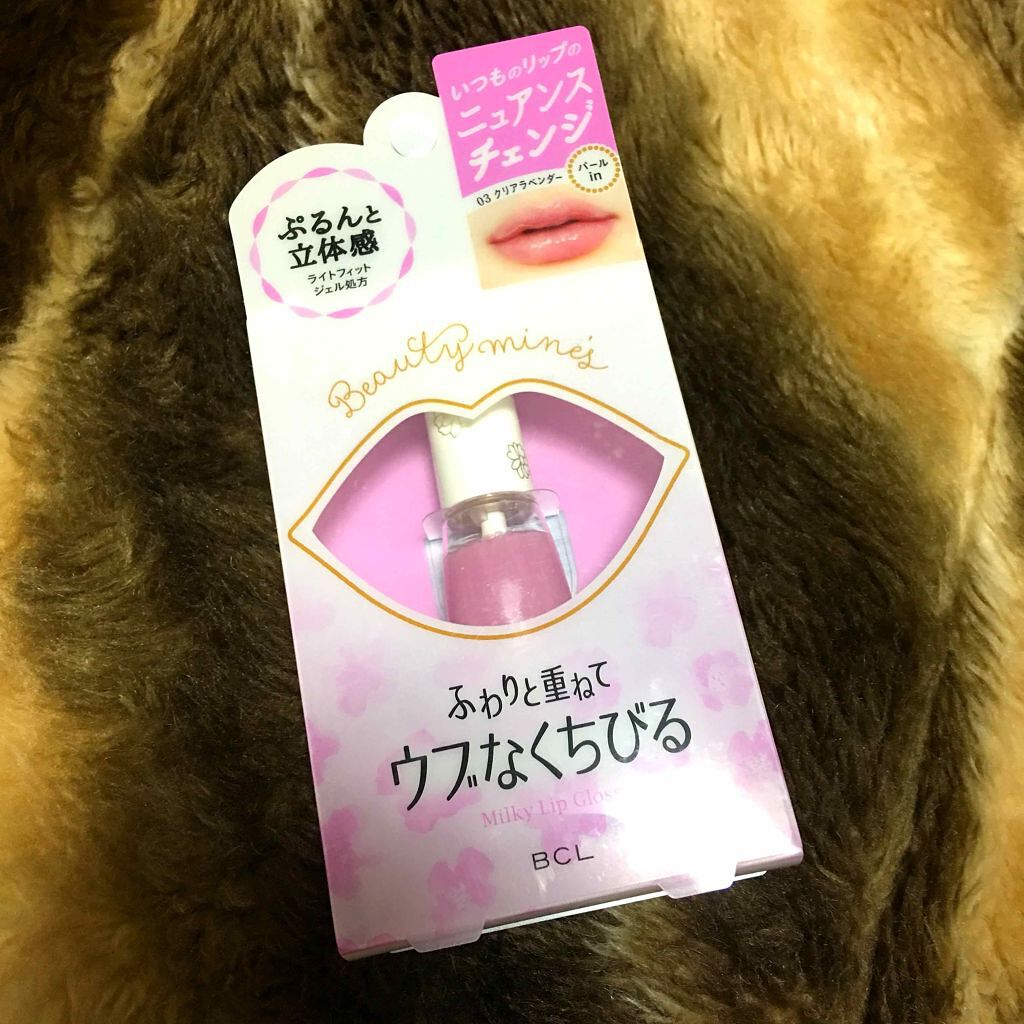 いつものリップの
ニュアンス
チェンジ
03 クリアラベンダー
パール
in
ぷるんと
立体感
ライトフィット
ジェル処方
Beauty mine's
ふわりと重ねて
ウブなくちびる
Milky Lip Gloss
BCL